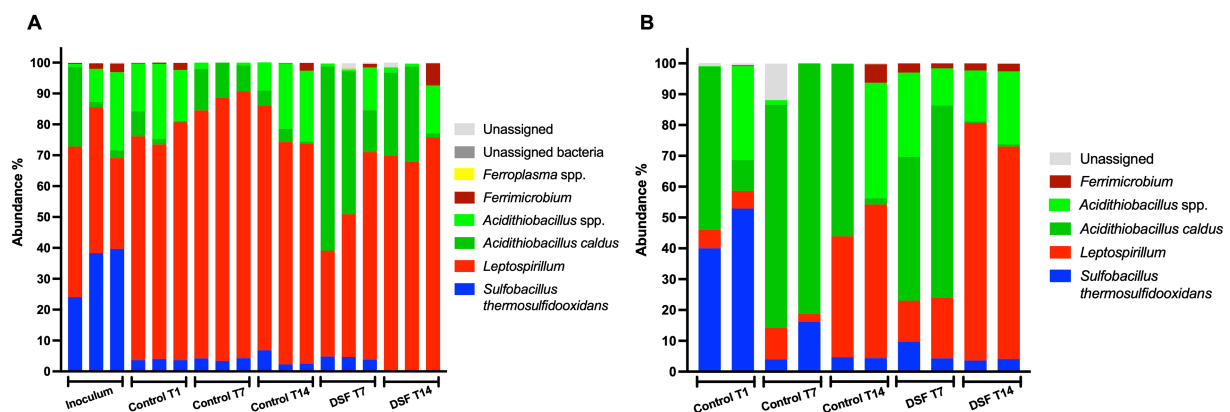 A
Abundance %
100
90
80
70
60
50
40
30
20
10
0
Inoculum
Control T1
Control T7
Control T14
DSF T7
DSF T14
Unassigned
Unassigned bacteria
Ferroplasma spp.
Ferrimicrobium
Acidithiobacillus spp.
Acidithiobacillus caldus
Leptospirillum
Sulfobacillus
thermosulfidooxidans
B
Abundance %
100
90
80
70
60
50
40
30
20
10
0
Control T1
Control T7
Control T14
DSF T7
DSF T14
Unassigned
Ferrimicrobium
Acidithiobacillus spp.
Acidithiobacillus caldus
Leptospirillum
Sulfobacillus
thermosulfidooxidans